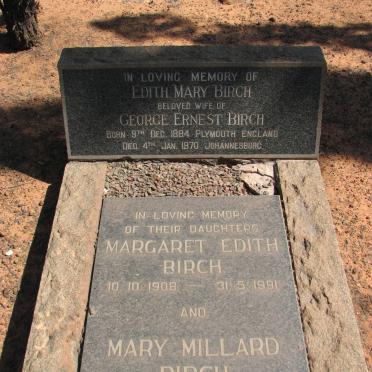 IN LOVING MEMORY OF
EDITH MARY BIRCH
BELOVED WIFE OF
GEORGE ERNEST BIRCH
BORN 9TH DEC. 1884 PLYMOUTH ENGLAND
DIED 4TH JAN. 1970 JOHANNESBURG
IN LOVING MEMORY
OF THEIR DAUGHTERS
MARGARET EDITH
BIRCH
10.10.1908 — 31.5.1991
AND
MARY MILLARD
BIRCH